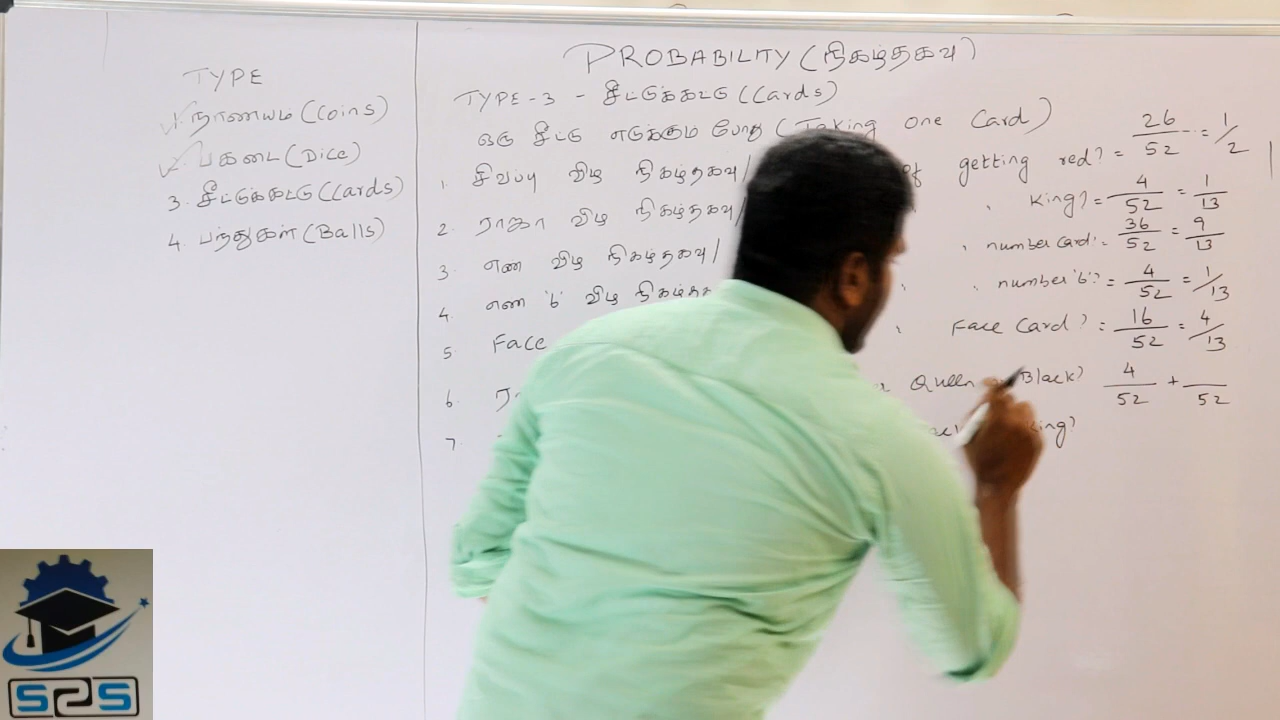 PROBABILITY (நிகழ்தகவு)
TYPE
1. நாணயம் (Coins)
2. பகடை (Dice)
3. சீட்டுக்கட்டு (Cards)
4. பந்துகள் (Balls)
TYPE-3 - சீட்டுக்கட்டு (Cards)
ஒரு சீட்டு எடுக்கும் போது (Taking one Card)
1. சிவப்பு விழ நிகழ்தகவு / of getting red? = 26/52 = 1/2
2. ராஜா விழ நிகழ்தகவு / " King? = 4/52 = 1/13
3. எண் விழ நிகழ்தகவு / " number card? = 36/52 = 9/13
4. எண் '6' விழ " " number '6'? = 4/52 = 1/13
5. Face " Face Card? = 16/52 = 4/13
6. Queen Black? 4/52 + /52
7. King?
S2S